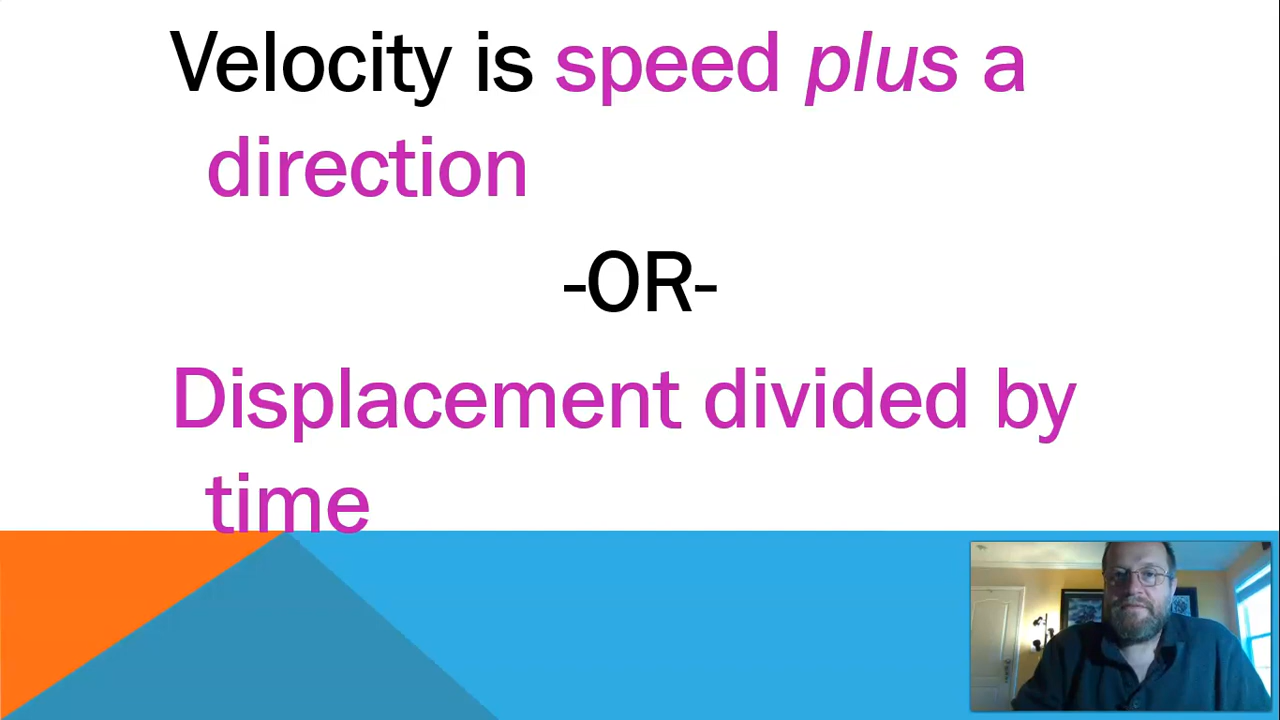 Velocity is speed plus a
direction
-OR-
Displacement divided by
time